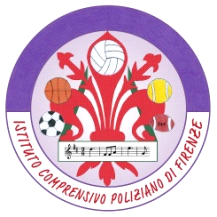 ISTITUTO COMPRENSIVO POLIZIANO DI FIRENZE